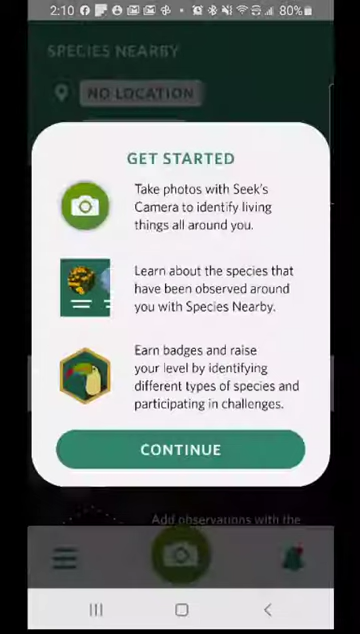 2:10
80%
SPECIES NEARBY
NO LOCATION
GET STARTED
Take photos with Seek's
Camera to identify living
things all around you.
Learn about the species that
have been observed around
you with Species Nearby.
Earn badges and raise
your level by identifying
different types of species and
participating in challenges.
CONTINUE
Add observations with the